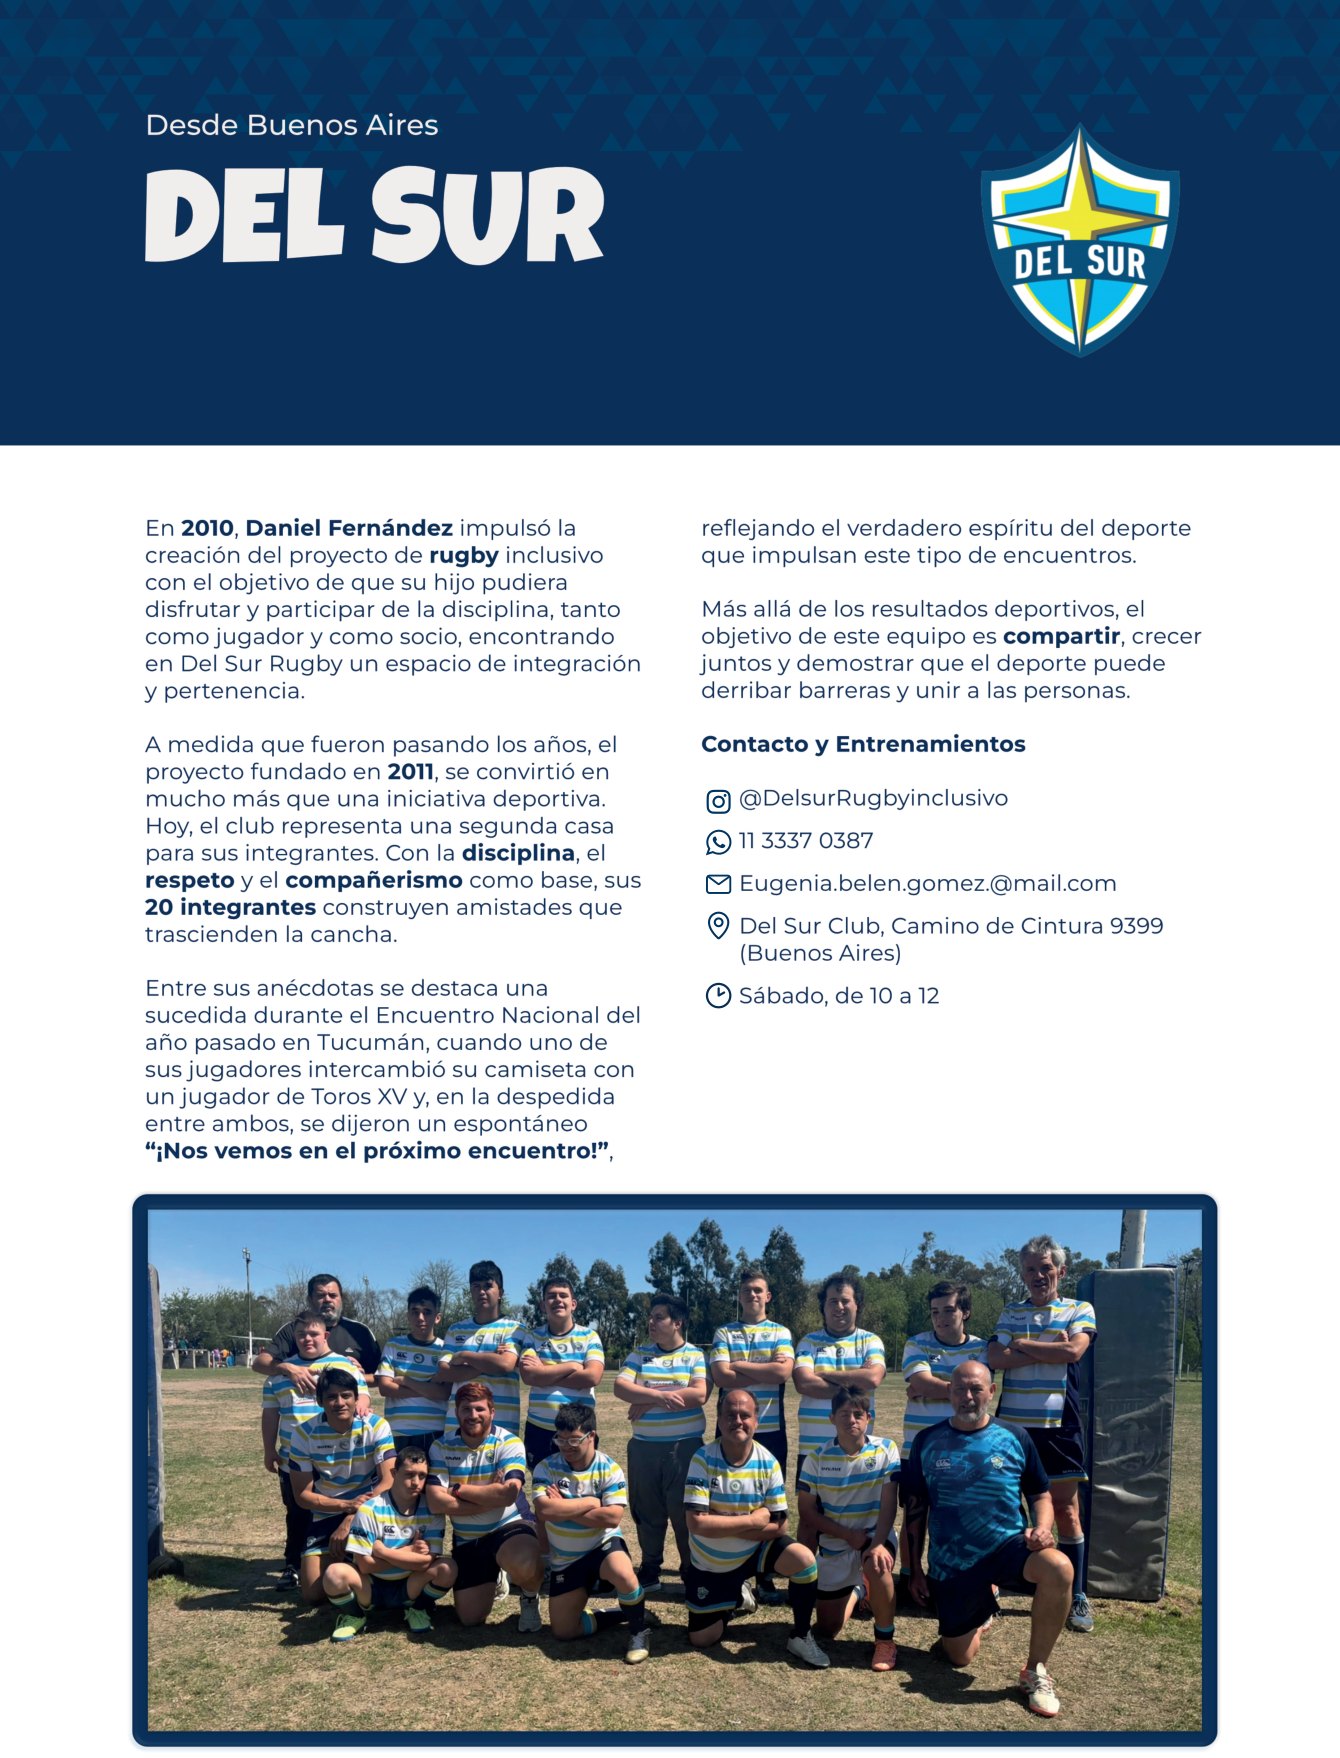 Desde Buenos Aires
DEL SUR
DEL SUR
En 2010, Daniel Fernández impulsó la
creación del proyecto de rugby inclusivo
con el objetivo de que su hijo pudiera
disfrutar y participar de la disciplina, tanto
como jugador y como socio, encontrando
en Del Sur Rugby un espacio de integración
y pertenencia.
A medida que fueron pasando los años, el
proyecto fundado en 2011, se convirtió en
mucho más que una iniciativa deportiva.
Hoy, el club representa una segunda casa
para sus integrantes. Con la disciplina, el
respeto y el compañerismo como base, sus
20 integrantes construyen amistades que
trascienden la cancha.
Entre sus anécdotas se destaca una
sucedida durante el Encuentro Nacional del
año pasado en Tucumán, cuando uno de
sus jugadores intercambió su camiseta con
un jugador de Toros XV y, en la despedida
entre ambos, se dijeron un espontáneo
“¡Nos vemos en el próximo encuentro!”,
reflejando el verdadero espíritu del deporte
que impulsan este tipo de encuentros.
Más allá de los resultados deportivos, el
objetivo de este equipo es compartir, crecer
juntos y demostrar que el deporte puede
derribar barreras y unir a las personas.
Contacto y Entrenamientos
@DelsurRugbyinclusivo
11 3337 0387
Eugenia.belen.gomez.@mail.com
Del Sur Club, Camino de Cintura 9399
(Buenos Aires)
Sábado, de 10 a 12